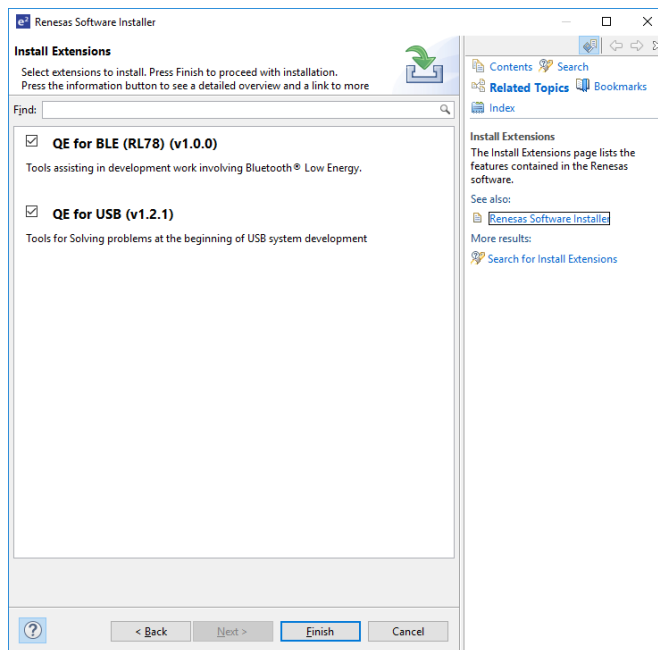 e² Renesas Software Installer
Install Extensions
Select extensions to install. Press Finish to proceed with installation.
Press the information button to see a detailed overview and a link to more
Find:
QE for BLE (RL78) (v1.0.0)
Tools assisting in development work involving Bluetooth® Low Energy.
QE for USB (v1.2.1)
Tools for Solving problems at the beginning of USB system development
? < Back Next > Finish Cancel
Contents Search
Related Topics Bookmarks
Index
Install Extensions
The Install Extensions page lists the
features contained in the Renesas
software.
See also:
Renesas Software Installer
More results:
Search for Install Extensions